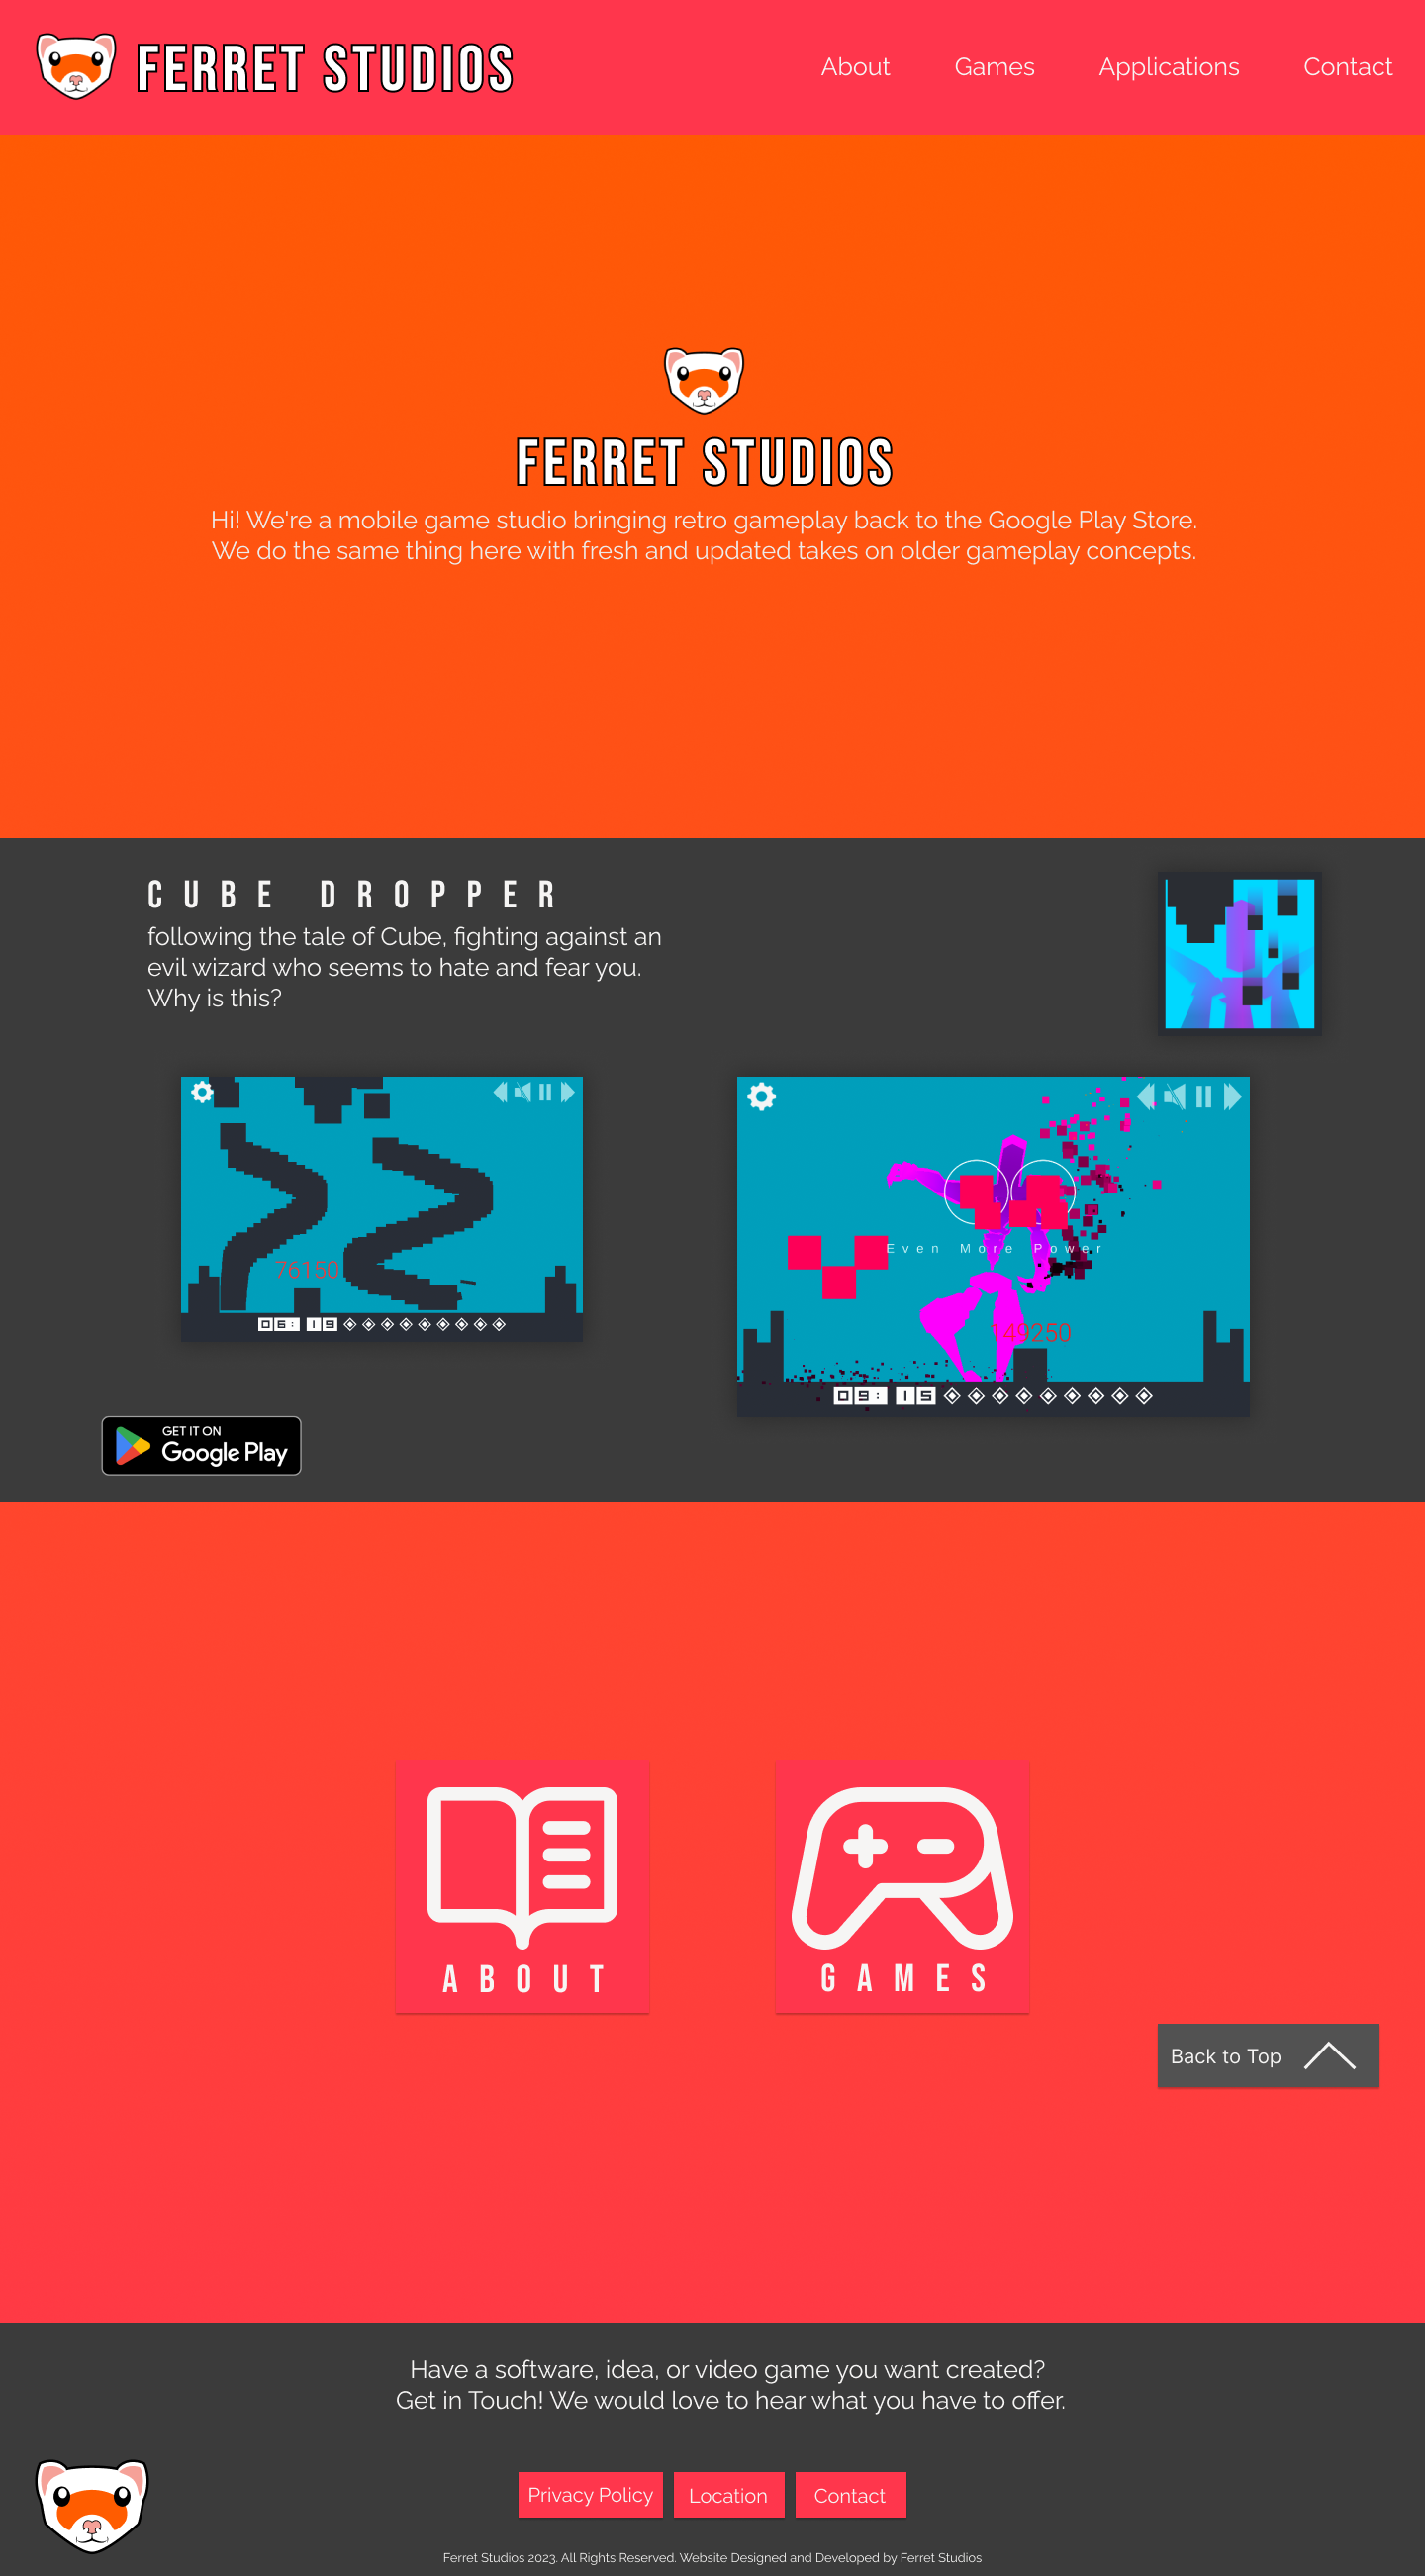 FERRET STUDIOS
About Games Applications Contact
FERRET STUDIOS
Hi! We're a mobile game studio bringing retro gameplay back to the Google Play Store.
We do the same thing here with fresh and updated takes on older gameplay concepts.
CUBE DROPPER
following the tale of Cube, fighting against an
evil wizard who seems to hate and fear you.
Why is this?
76150
06:19
Even More Power
149250
09:15
GET IT ON
Google Play
ABOUT
GAMES
Back to Top
Have a software, idea, or video game you want created?
Get in Touch! We would love to hear what you have to offer.
Privacy Policy Location Contact
Ferret Studios 2023. All Rights Reserved. Website Designed and Developed by Ferret Studios